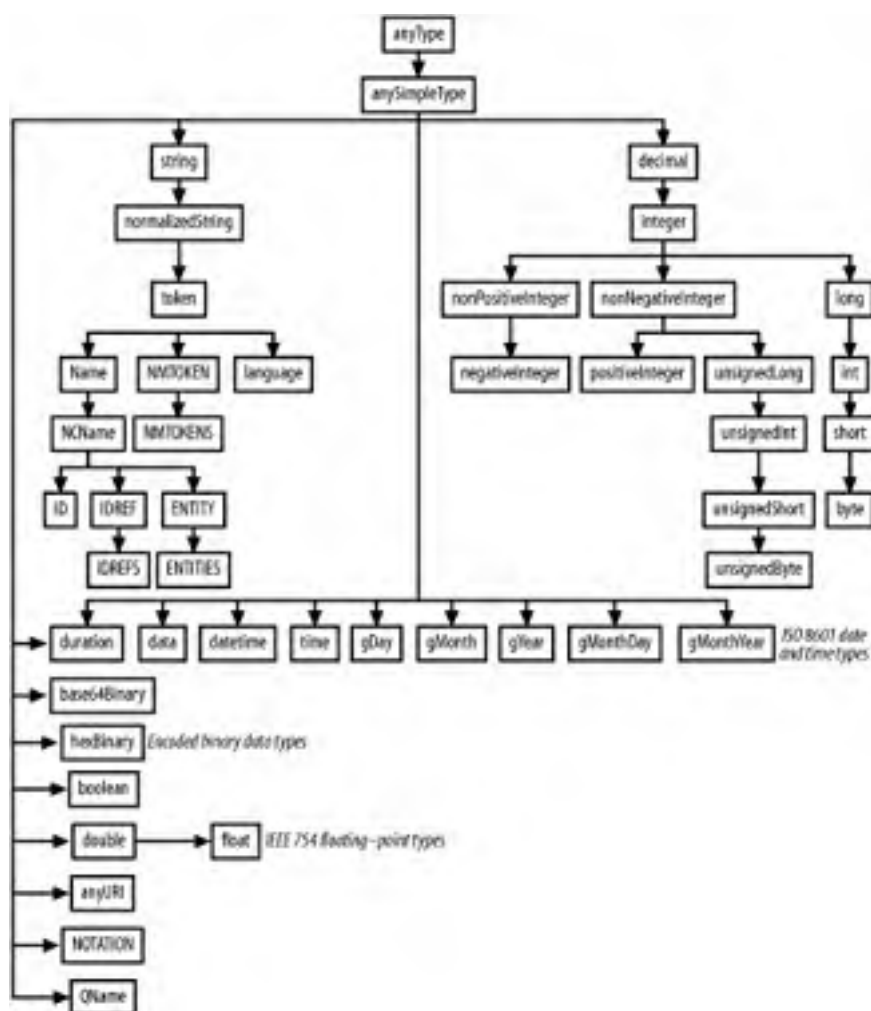 anyType
anySimpleType
string
decimal
normalizedString
integer
token
nonPositiveInteger
nonNegativeInteger
long
Name
NMTOKEN
language
negativeInteger
positiveInteger
unsignedLong
int
NCName
NMTOKENS
unsignedInt
short
ID
IDREF
ENTITY
unsignedShort
byte
IDREFS
ENTITIES
unsignedByte
duration
data
datetime
time
gDay
gMonth
gYear
gMonthDay
gMonthYear
ISO 8601 date
and time types
base64Binary
hexBinary
Encoded binary data types
boolean
double
float
IEEE 754 floating-point types
anyURI
NOTATION
QName